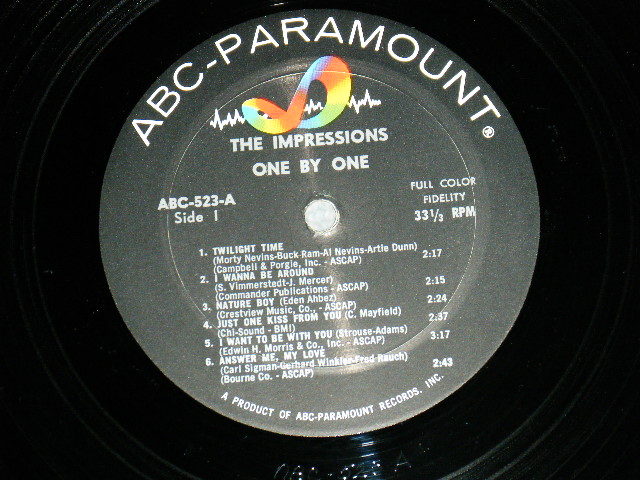 ABC-PARAMOUNT
®
THE IMPRESSIONS
ONE BY ONE
ABC-523-A
Side 1
FULL COLOR
FIDELITY
33 1/3 RPM
1. TWILIGHT TIME
(Morty Nevins-Buck-Ram-Al Nevins-Artie Dunn)
(Campbell & Porgie, Inc. - ASCAP) 2:17
2. I WANNA BE AROUND
(S. Vimmerstedt-J. Mercer)
(Commander Publications - ASCAP) 2:15
3. NATURE BOY (Eden Ahbez)
(Crestview Music, Co., - ASCAP) 2:24
4. JUST ONE KISS FROM YOU (C. Mayfield)
(Chi-Sound - BMI) 2:37
5. I WANT TO BE WITH YOU (Strouse-Adams)
(Edwin H. Morris & Co., Inc. - ASCAP) 3:17
6. ANSWER ME, MY LOVE
(Carl Sigman-Gerhard Winkler-Fred Rauch)
(Bourne Co. - ASCAP) 2:43
A PRODUCT OF ABC-PARAMOUNT RECORDS, INC.